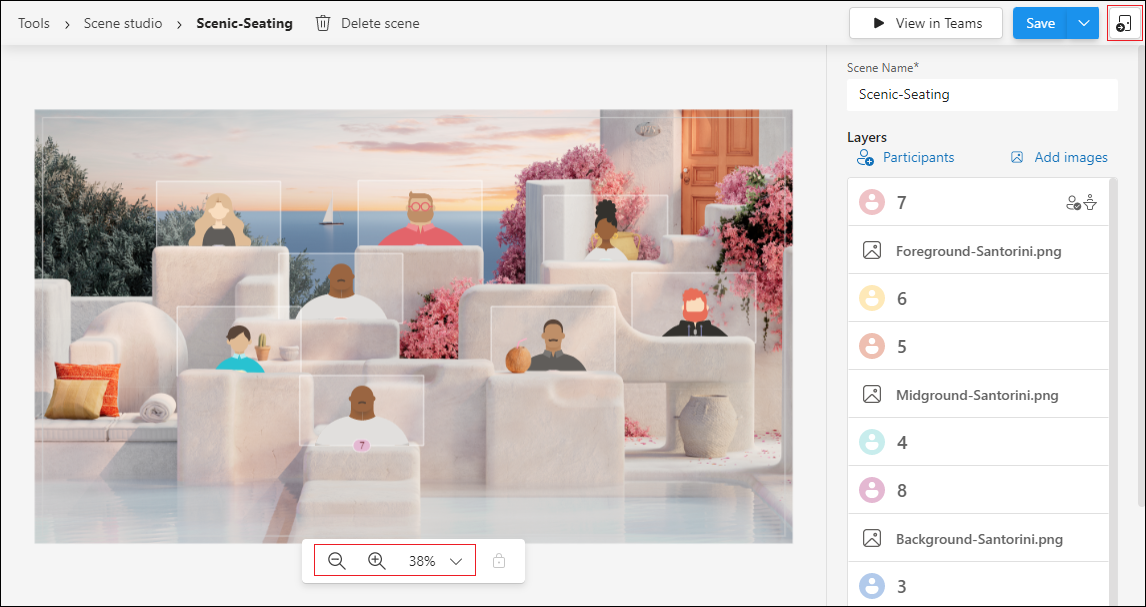 Tools > Scene studio > Scenic-Seating Delete scene View in Teams Save
Scene Name*
Scenic-Seating
Layers
Participants Add images
7
Foreground-Santorini.png
6
5
Midground-Santorini.png
4
8
Background-Santorini.png
3
7
38%